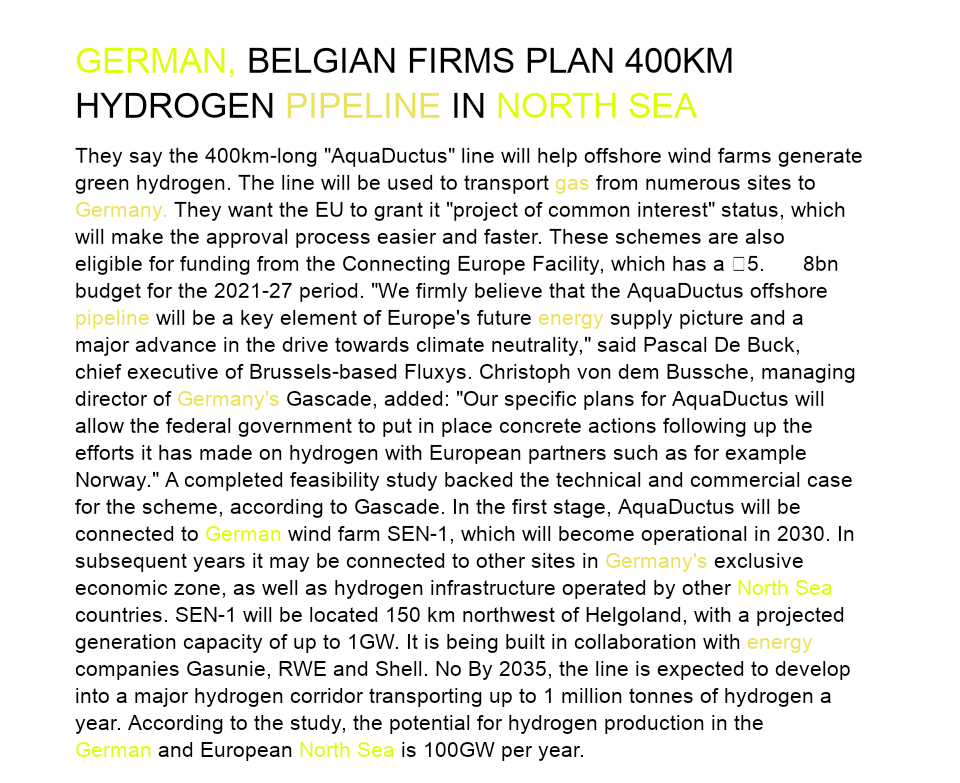 GERMAN, BELGIAN FIRMS PLAN 400KM
HYDROGEN PIPELINE IN NORTH SEA
They say the 400km-long "AquaDuctus" line will help offshore wind farms generate
green hydrogen. The line will be used to transport gas from numerous sites to
Germany. They want the EU to grant it "project of common interest" status, which
will make the approval process easier and faster. These schemes are also
eligible for funding from the Connecting Europe Facility, which has a □5. 8bn
budget for the 2021-27 period. "We firmly believe that the AquaDuctus offshore
pipeline will be a key element of Europe's future energy supply picture and a
major advance in the drive towards climate neutrality," said Pascal De Buck,
chief executive of Brussels-based Fluxys. Christoph von dem Bussche, managing
director of Germany's Gascade, added: "Our specific plans for AquaDuctus will
allow the federal government to put in place concrete actions following up the
efforts it has made on hydrogen with European partners such as for example
Norway." A completed feasibility study backed the technical and commercial case
for the scheme, according to Gascade. In the first stage, AquaDuctus will be
connected to German wind farm SEN-1, which will become operational in 2030. In
subsequent years it may be connected to other sites in Germany's exclusive
economic zone, as well as hydrogen infrastructure operated by other North Sea
countries. SEN-1 will be located 150 km northwest of Helgoland, with a projected
generation capacity of up to 1GW. It is being built in collaboration with energy
companies Gasunie, RWE and Shell. No By 2035, the line is expected to develop
into a major hydrogen corridor transporting up to 1 million tonnes of hydrogen a
year. According to the study, the potential for hydrogen production in the
German and European North Sea is 100GW per year.